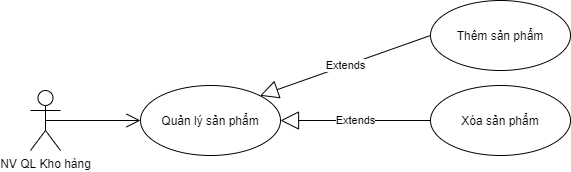 Thêm sản phẩm
Extends
Quản lý sản phẩm
Extends
Xóa sản phẩm
NV QL Kho hàng